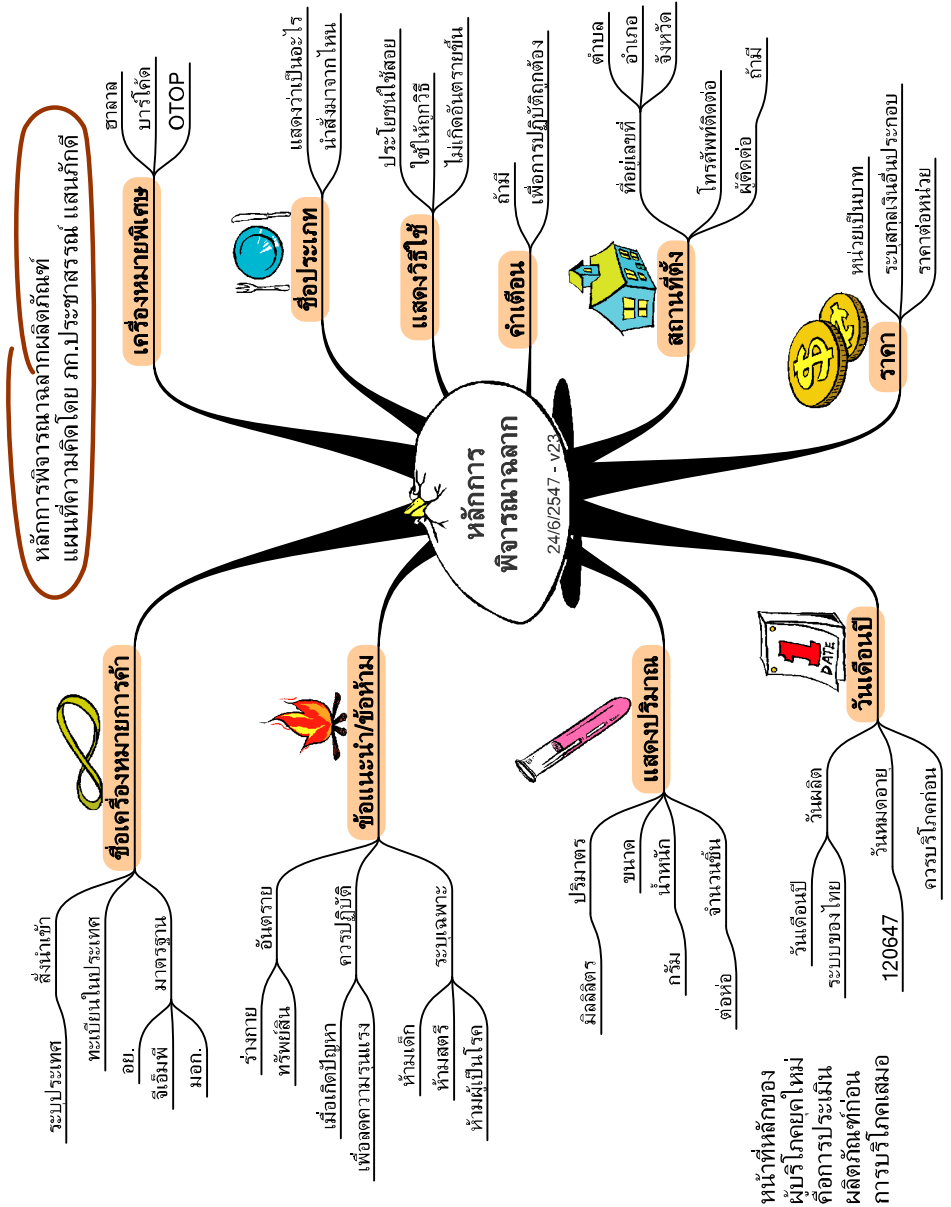 หลักการพิจารณาฉลากผลิตภัณฑ์
แผนที่ความคิดโดย ภก.ประชาสรรณ์ แสนภักดี
หลักการ
พิจารณาฉลาก
24/6/2547 - v23
เครื่องหมายพิเศษ
ฮาลาล
บาร์โค้ด
OTOP
ชื่อประเภท
แสดงว่าเป็นอะไร
นำสั่งมาจากไหน
แสดงวิธีใช้
ประโยชน์ใช้สอย
ใช้ให้ถูกวิธี
ไม่เกิดอันตรายขึ้น
คำเตือน
ถ้ามี
เพื่อการปฏิบัติถูกต้อง
สถานที่ตั้ง
ที่อยู่เลขที่
ตำบล
อำเภอ
จังหวัด
โทรศัพท์ติดต่อ
ผู้ติดต่อ
ถ้ามี
ราคา
หน่วยเป็นบาท
ระบุสกุลเงินอื่นประกอบ
ราคาต่อหน่วย
วันเดือนปี
DATE
1
วันผลิต
วันเดือนปี
ระบบของไทย
วันหมดอายุ
120647
ควรบริโภคก่อน
แสดงปริมาณ
ปริมาตร
มิลลิลิตร
ขนาด
น้ำหนัก
กรัม
จำนวนชิ้น
ต่อห่อ
ข้อแนะนำ/ข้อห้าม
อันตราย
ร่างกาย
ทรัพย์สิน
ควรปฏิบัติ
เมื่อเกิดปัญหา
เพื่อลดความรุนแรง
ระบุเฉพาะ
ห้ามเด็ก
ห้ามสตรี
ห้ามผู้เป็นโรค
ชื่อเครื่องหมายการค้า
สั่งนำเข้า
ระบุประเทศ
ทะเบียนในประเทศ
มาตรฐาน
อย.
จีเอ็มพี
มอก.
หน้าที่หลักของ
ผู้บริโภคยุคใหม่
คือการประเมิน
ผลิตภัณฑ์ก่อน
การบริโภคเสมอ